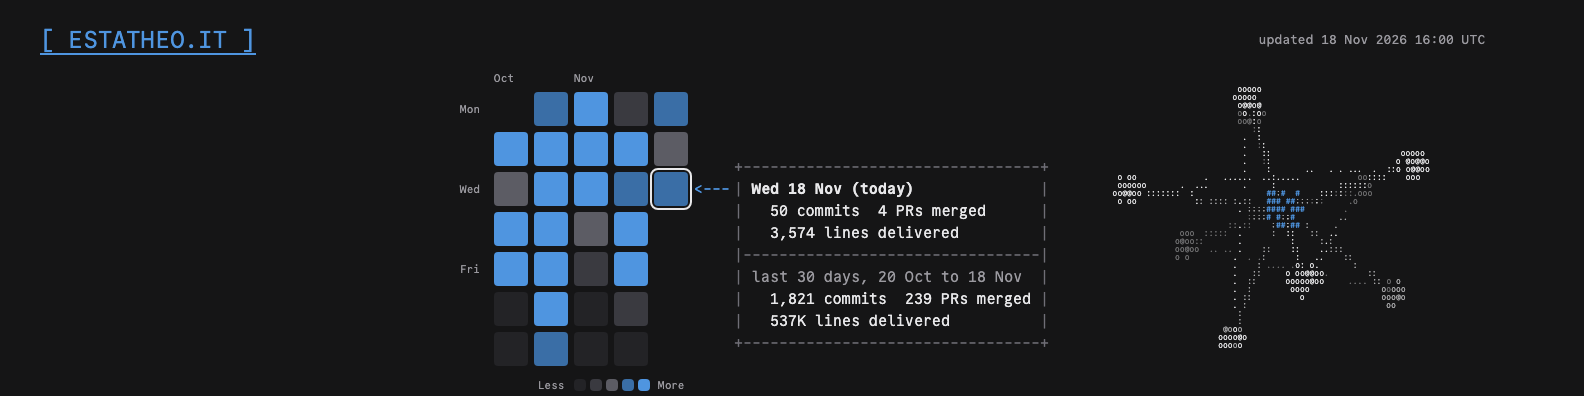 [ ESTATHEO.IT ]
updated 18 Nov 2026 16:00 UTC
Oct Nov
Mon
Wed
Fri
Less More
<---
Wed 18 Nov (today)
50 commits 4 PRs merged
3,574 lines delivered
last 30 days, 20 Oct to 18 Nov
1,821 commits 239 PRs merged
537K lines delivered